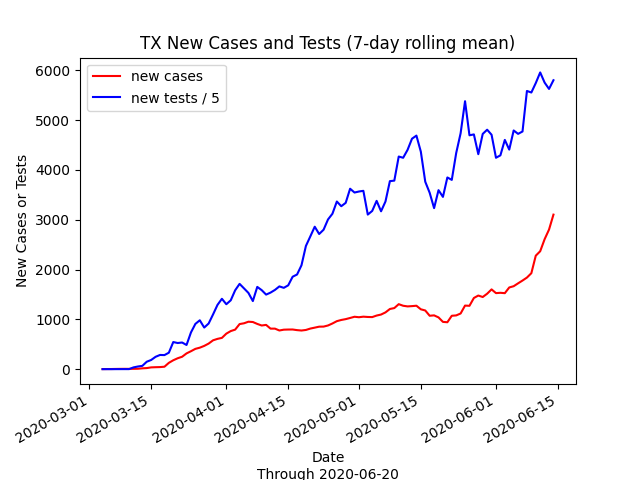 TX New Cases and Tests (7-day rolling mean)
new cases
new tests / 5
6000
5000
4000
3000
2000
1000
0
New Cases or Tests
2020-03-01
2020-03-15
2020-04-01
2020-04-15
2020-05-01
2020-05-15
2020-06-01
2020-06-15
Date
Through 2020-06-20